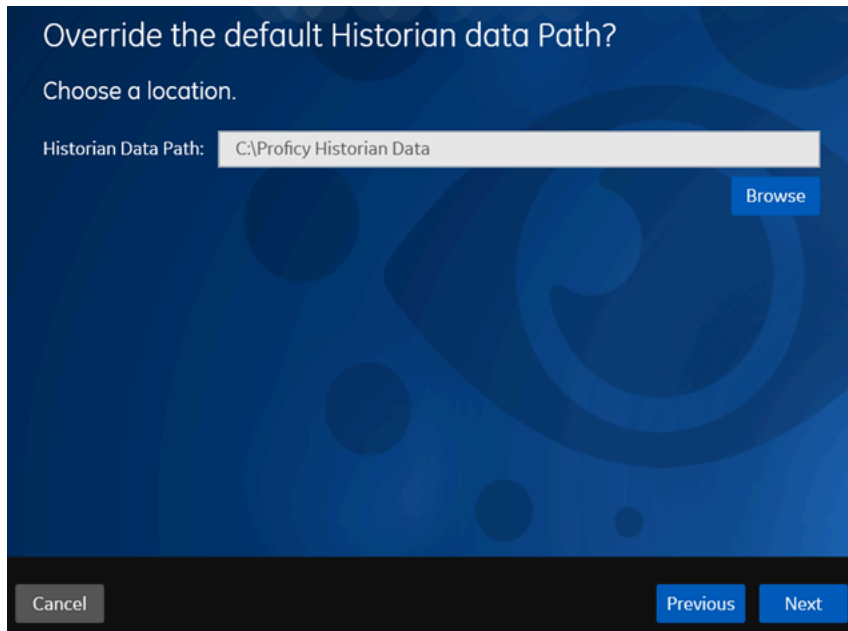 Override the default Historian data Path?
Choose a location.
Historian Data Path: C:\Proficy Historian Data
Browse
Cancel Previous Next